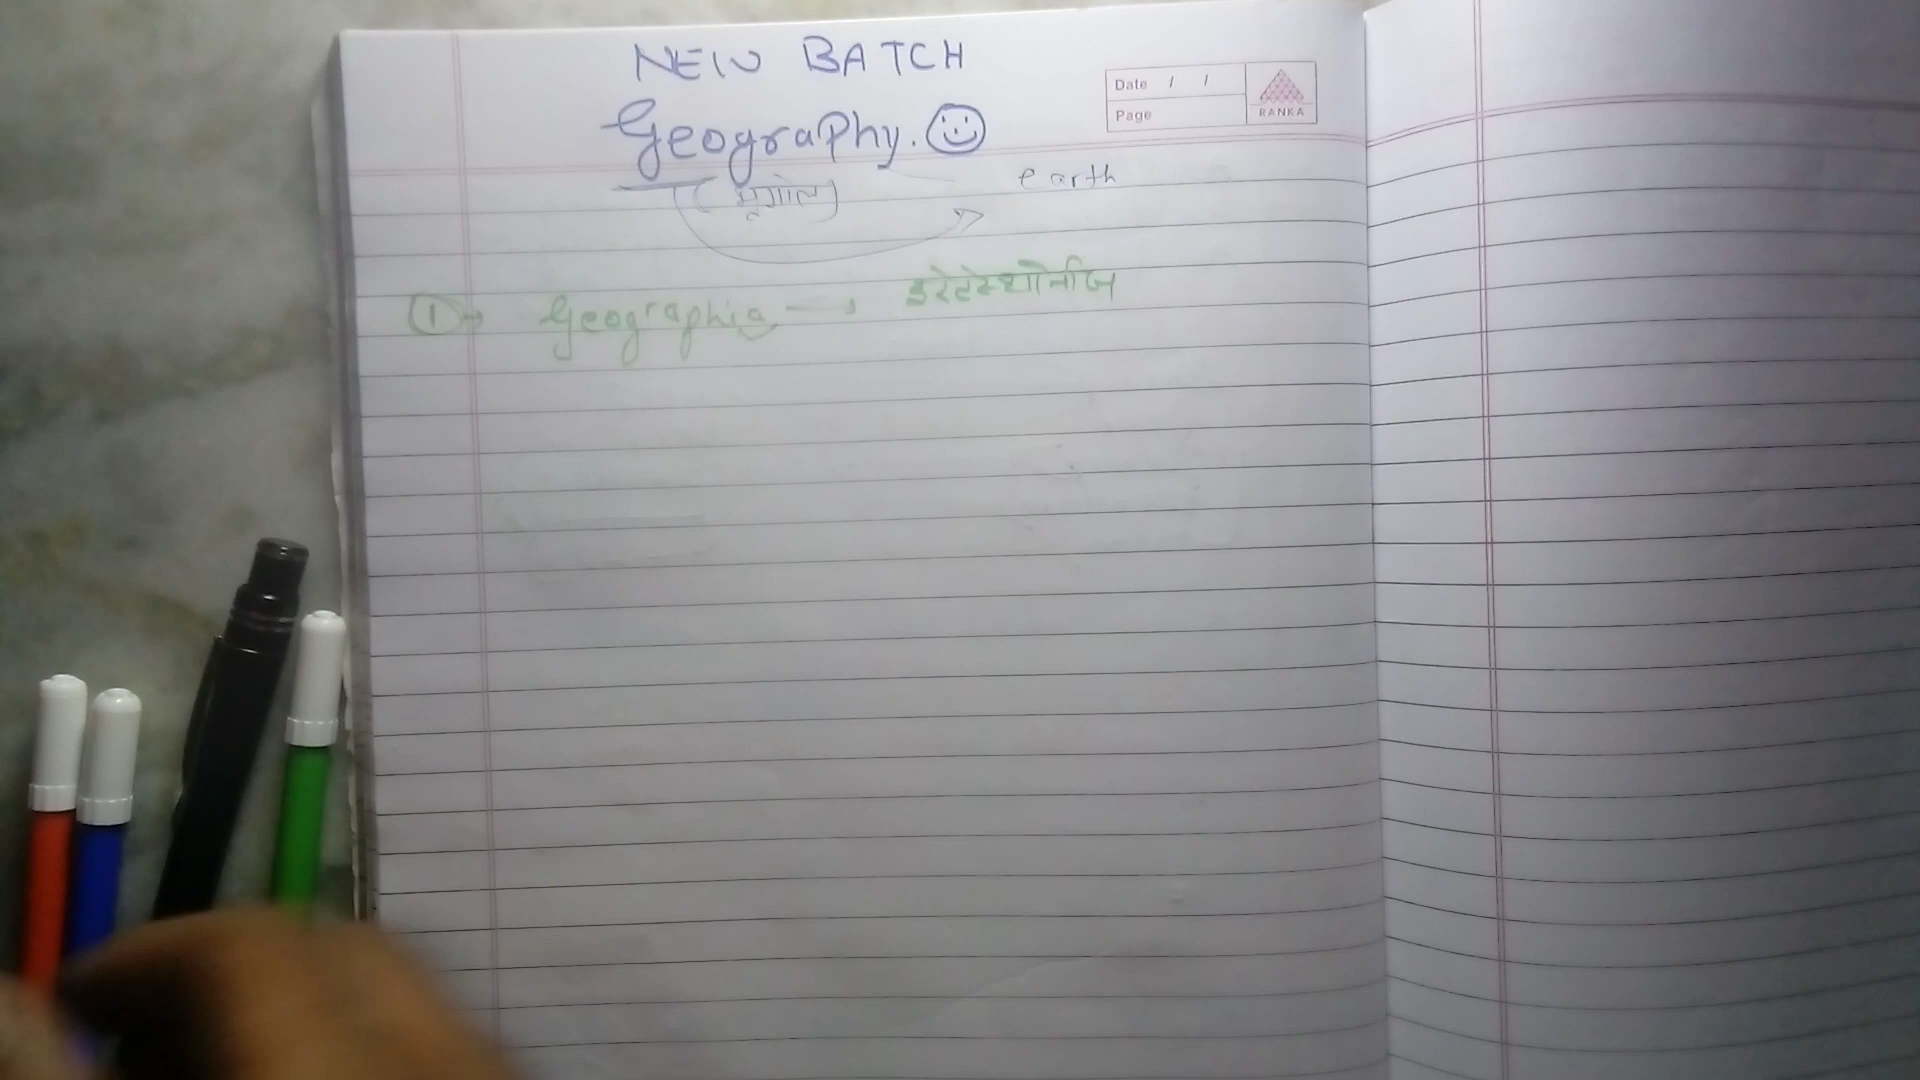 NEW BATCH
Geography.
(भूगोल)
earth
Date / /
Page
RANKA
① → Geographia → इरेटेस्थोनीज